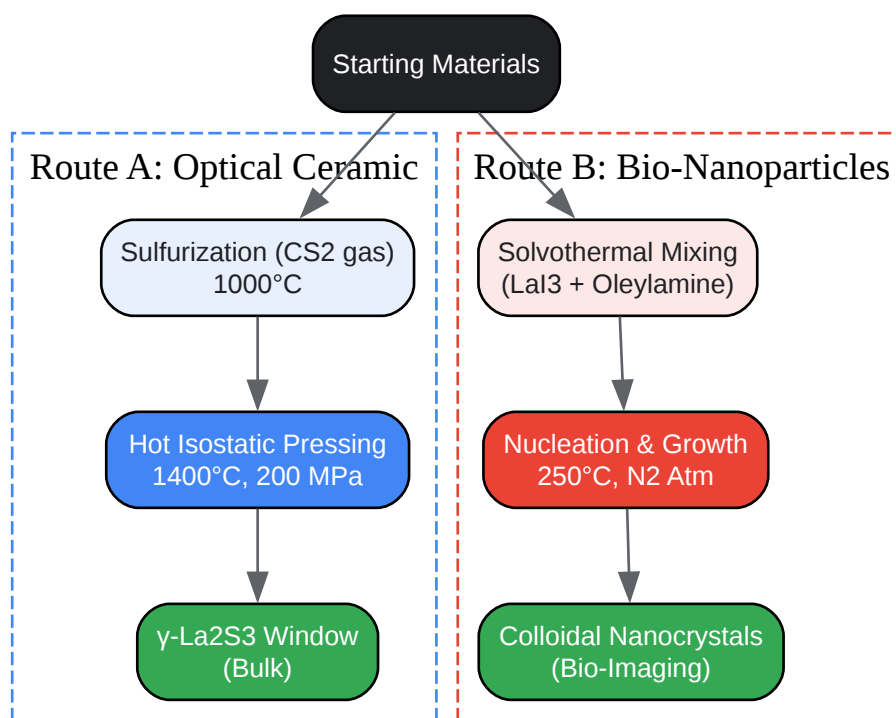 Starting Materials
Route A: Optical Ceramic
Sulfurization (CS2 gas)
1000°C
Hot Isostatic Pressing
1400°C, 200 MPa
γ-La2S3 Window
(Bulk)
Route B: Bio-Nanoparticles
Solvothermal Mixing
(LaI3 + Oleylamine)
Nucleation & Growth
250°C, N2 Atm
Colloidal Nanocrystals
(Bio-Imaging)